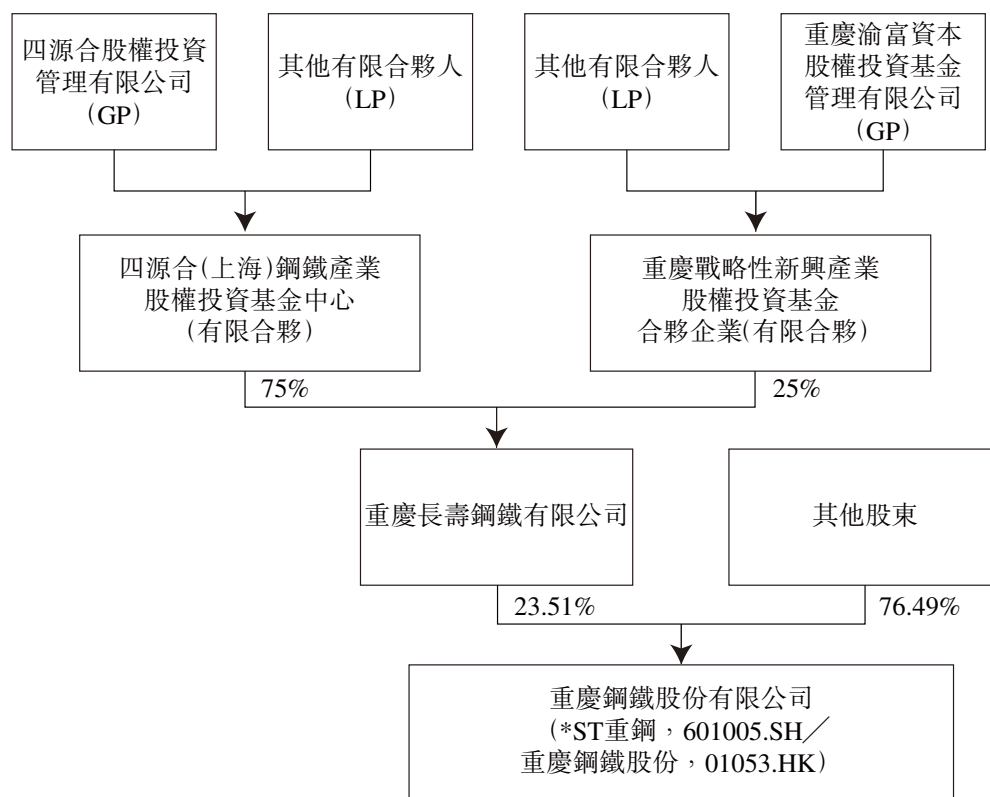 四源合股權投資
管理有限公司
(GP)
其他有限合夥人
(LP)
其他有限合夥人
(LP)
重慶渝富資本
股權投資基金
管理有限公司
(GP)
四源合(上海)鋼鐵產業
股權投資基金中心
(有限合夥)
重慶戰略性新興產業
股權投資基金
合夥企業(有限合夥)
75%
25%
重慶長壽鋼鐵有限公司
其他股東
23.51%
76.49%
重慶鋼鐵股份有限公司
(*ST重鋼，601005.SH╱
重慶鋼鐵股份，01053.HK)